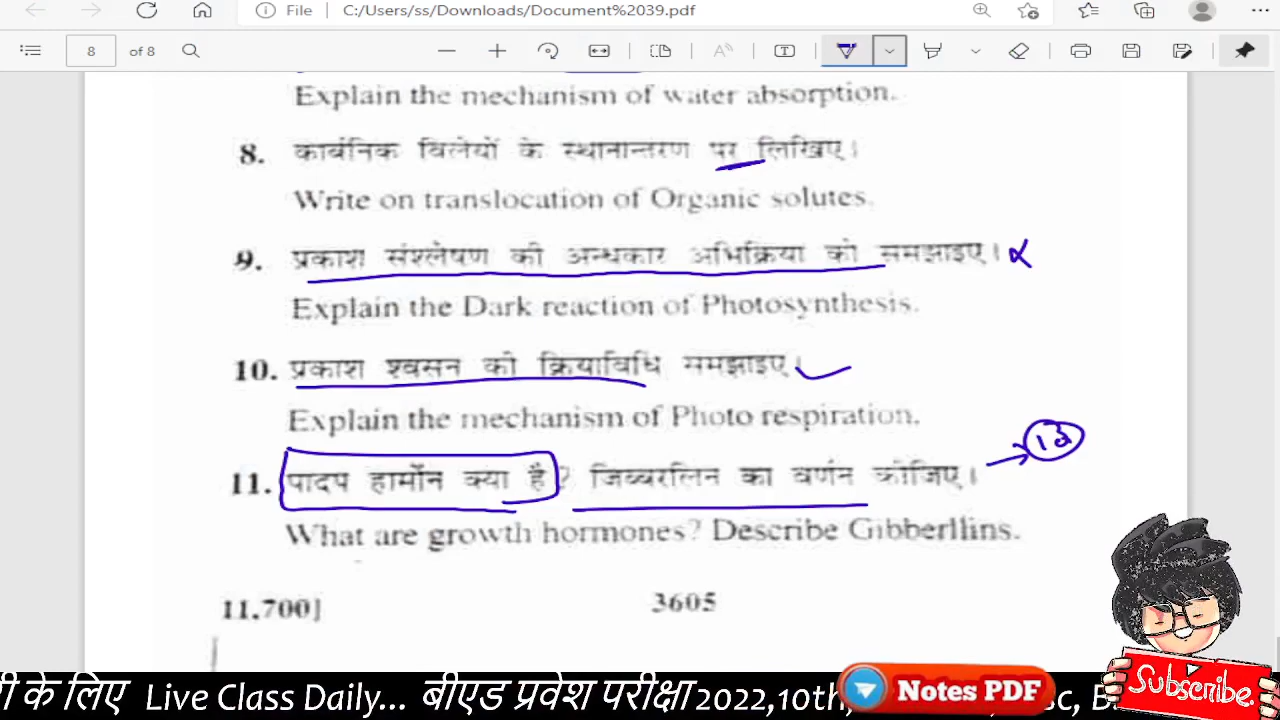 File C:/Users/ss/Downloads/Document%2039.pdf
8 of 8
Explain the mechanism of water absorption.
8. कार्बनिक विलेयों के स्थानान्तरण पर लिखिए।
Write on translocation of Organic solutes.
9. प्रकाश संश्लेषण की अन्धकार अभिक्रिया को समझाइए।
Explain the Dark reaction of Photosynthesis.
10. प्रकाश श्वसन की क्रियाविधि समझाइए।
Explain the mechanism of Photo respiration.
11. पादप हार्मोन क्या है? जिब्बरलिन का वर्णन कीजिए।
What are growth hormones? Describe Gibberllins.
11,700] 3605
ी के लिए Live Class Daily... बीएड प्रवेश परीक्षा 2022,10th,
Notes PDF
Subscribe